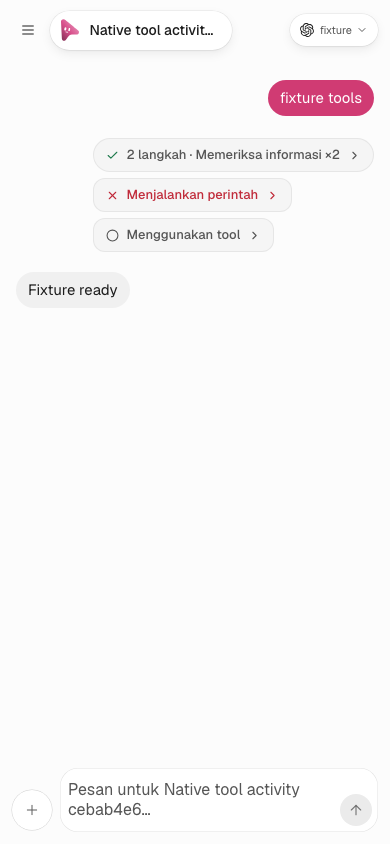 Native tool activit...
fixture
fixture tools
2 langkah · Memeriksa informasi ×2
Menjalankan perintah
Menggunakan tool
Fixture ready
Pesan untuk Native tool activity
cebab4e6...